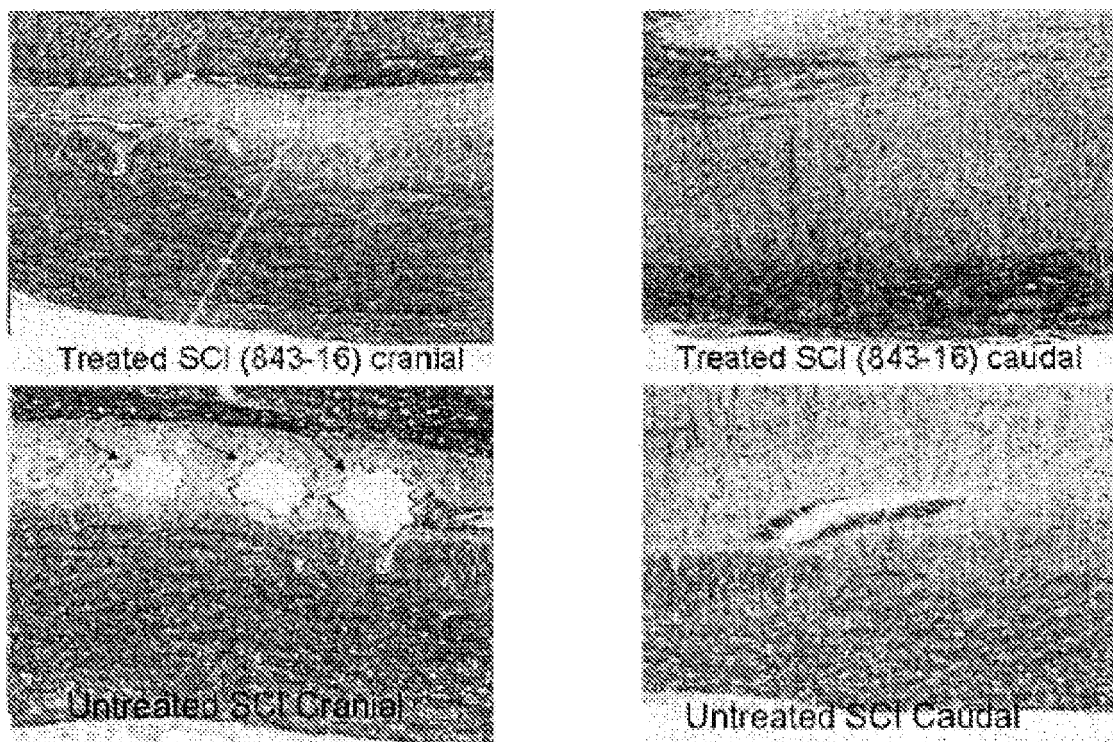 Treated SCI (843-16) cranial
Treated SCI (843-16) caudal
Untreated SCI Cranial
Untreated SCI Caudal